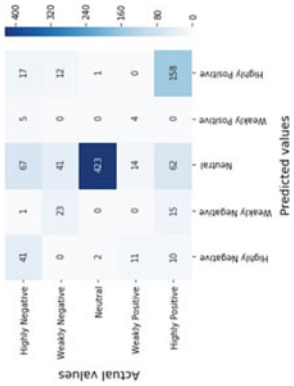 Actual values
Highly Negative 41 1 67 5 17
Weakly Negative 0 23 41 0 12
Neutral 2 0 423 0 1
Weakly Positive 11 0 14 4 0
Highly Positive 10 15 62 0 158
Highly Negative
Weakly Negative
Neutral
Weakly Positive
Highly Positive
Predicted values
400
320
240
160
80
0